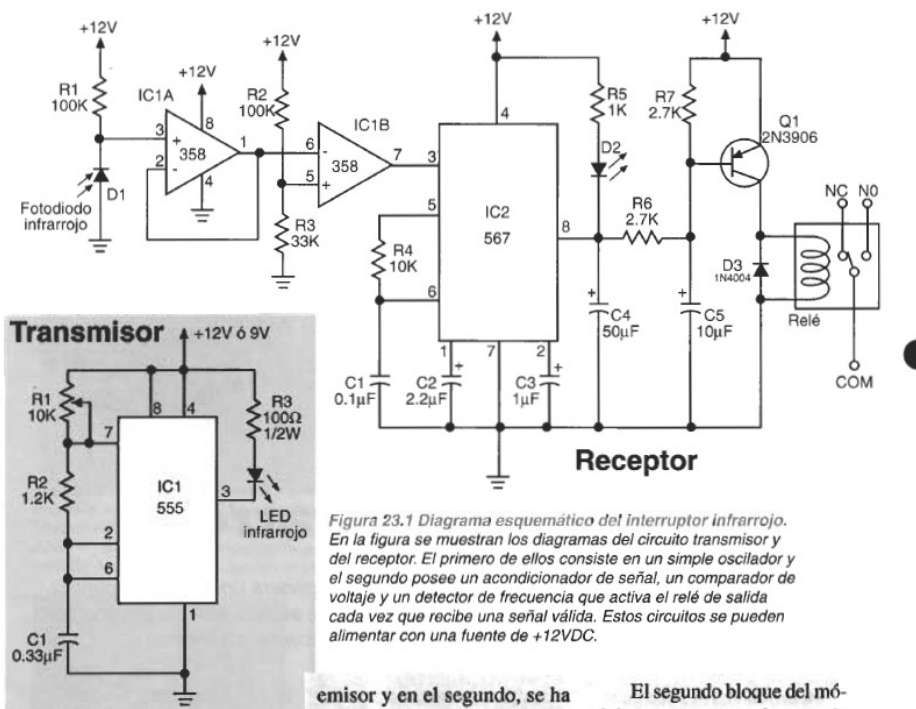 +12V
R1
100K
3
2
+
-
IC1A
+12V
8
358
4
1
D1
Fotodiodo
infrarrojo
+12V
R2
100K
R3
33K
IC1B
6
5
-
+
358
7
3
5
R4
10K
6
+12V
4
IC2
567
8
1
7
2
C1
0.1µF
+
C2
2.2µF
+
C3
1µF
R5
1K
D2
R6
2.7K
+
C4
50µF
+12V
R7
2.7K
Q1
2N3906
+
C5
10µF
D3
1N4004
NC
N0
Relé
COM
Receptor
Transmisor
+12V ó 9V
R1
10K
7
8
4
R3
100Ω
1/2W
R2
1.2K
IC1
555
3
LED
infrarrojo
2
6
1
C1
0.33µF
Figura 23.1 Diagrama esquemático del interruptor infrarrojo.
En la figura se muestran los diagramas del circuito transmisor y
del receptor. El primero de ellos consiste en un simple oscilador y
el segundo posee un acondicionador de señal, un comparador de
voltaje y un detector de frecuencia que activa el relé de salida
cada vez que recibe una señal válida. Estos circuitos se pueden
alimentar con una fuente de +12VDC.
emisor y en el segundo, se ha
El segundo bloque del mó-